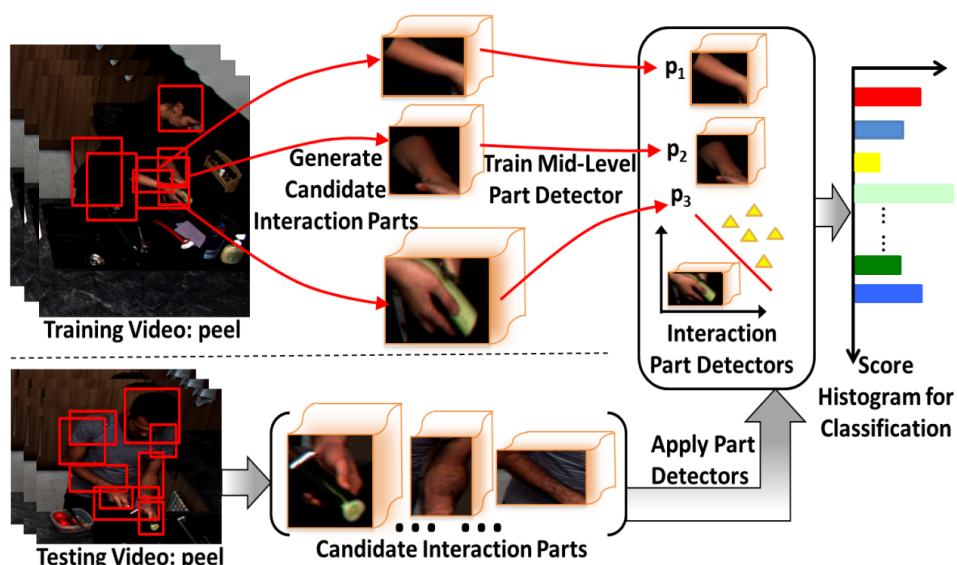 Generate
Candidate
Interaction Parts
Train Mid-Level
Part Detector
p1
p2
p3
Training Video: peel
Interaction
Part Detectors
Score
Histogram for
Classification
Apply Part
Detectors
Testing Video: peel
Candidate Interaction Parts